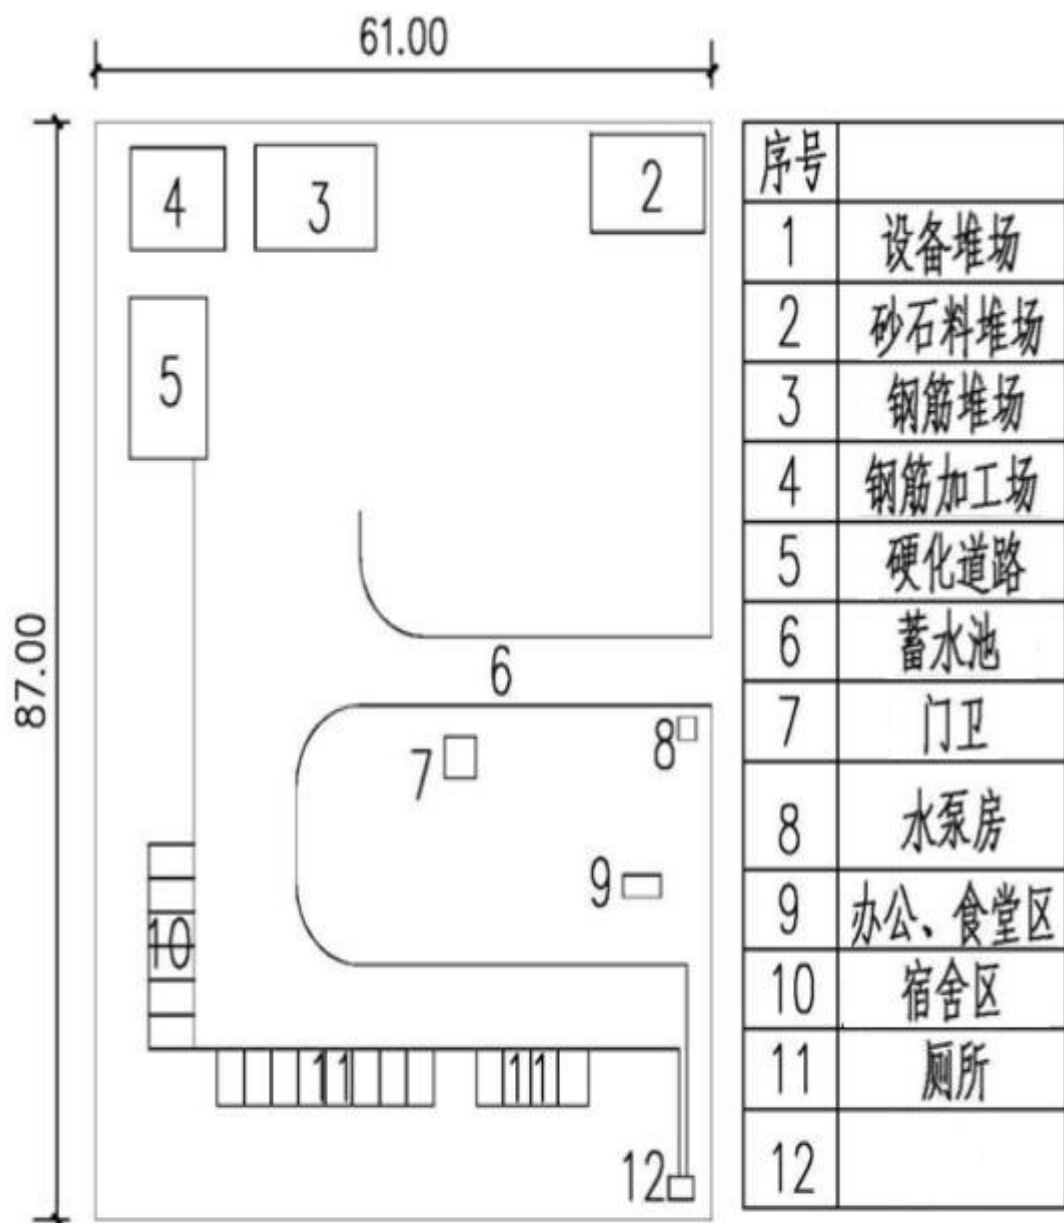 61.00
87.00
4
3
2
5
6
7
8
9
10
11
11
12
序号
1 设备堆场
2 砂石料堆场
3 钢筋堆场
4 钢筋加工场
5 硬化道路
6 蓄水池
7 门卫
8 水泵房
9 办公、食堂区
10 宿舍区
11 厕所
12